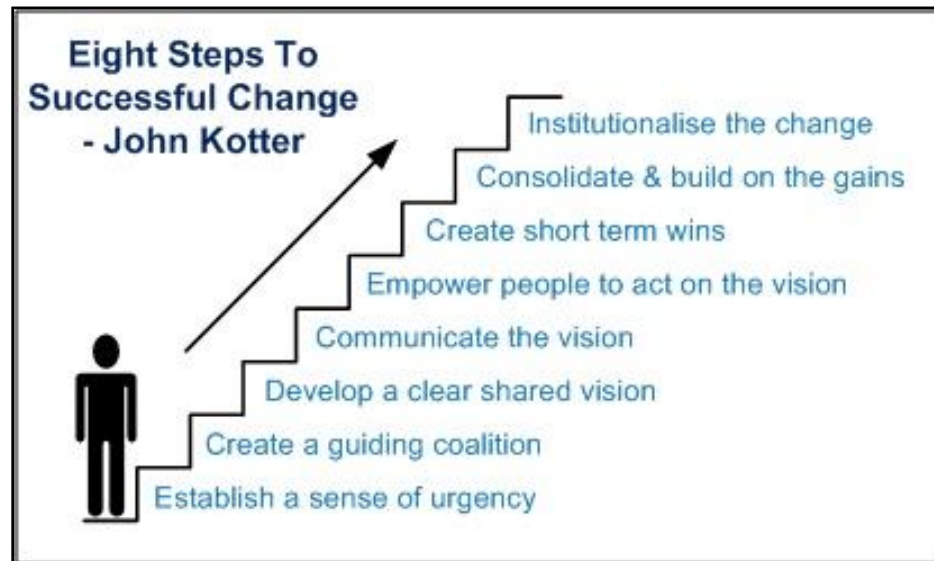 Eight Steps To
Successful Change
- John Kotter
Institutionalise the change
Consolidate & build on the gains
Create short term wins
Empower people to act on the vision
Communicate the vision
Develop a clear shared vision
Create a guiding coalition
Establish a sense of urgency